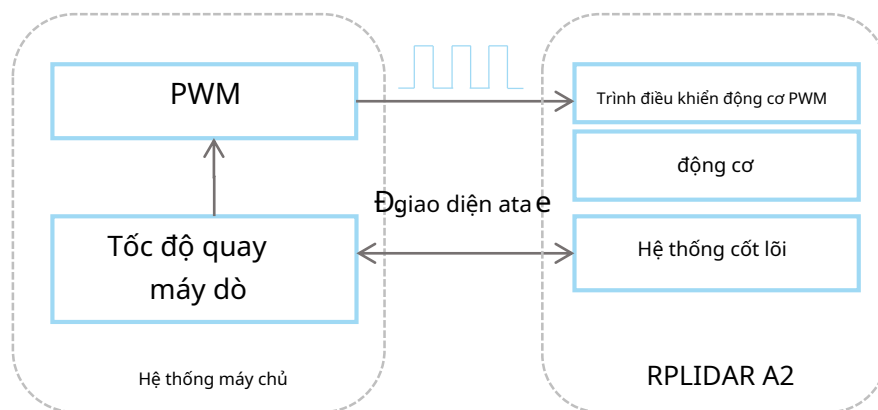 PWM
Trình điều khiển động cơ PWM
động cơ
Đgiao diện ata e
Tốc độ quay
máy dò
Hệ thống cốt lõi
Hệ thống máy chủ
RPLIDAR A2